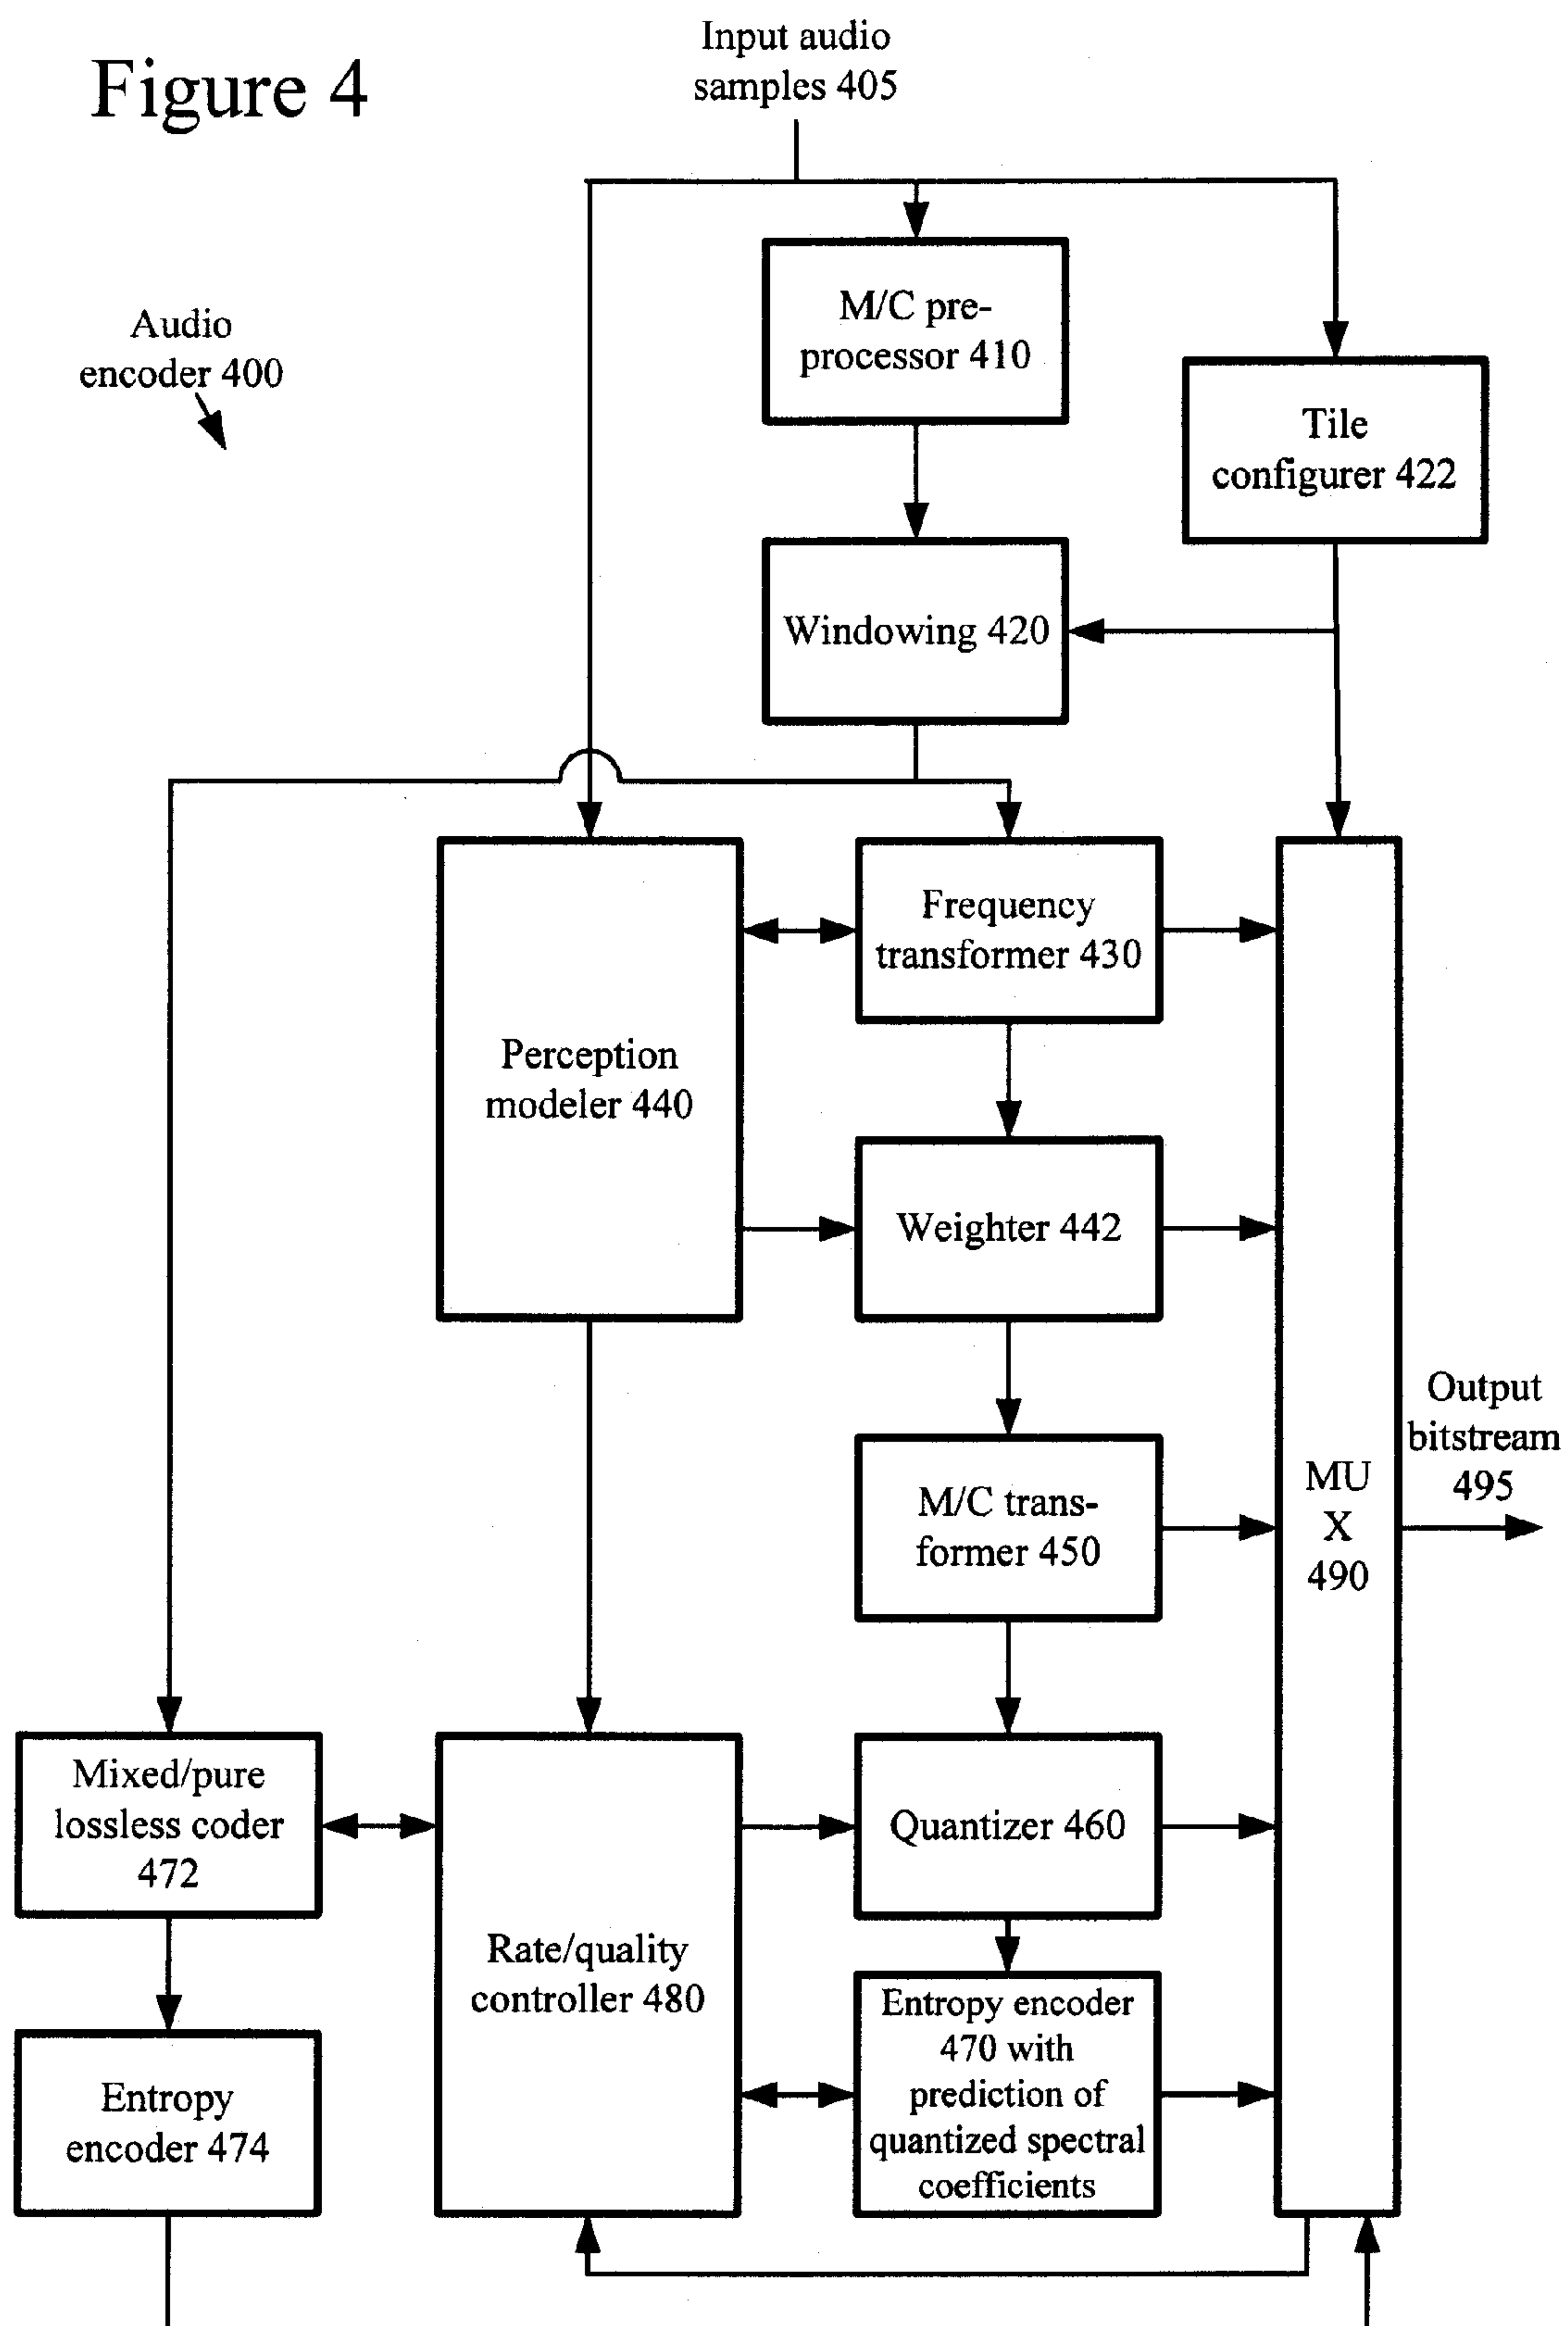 Figure 4
Input audio
samples 405
Audio
encoder 400
M/C pre-
processor 410
Tile
configurer 422
Windowing 420
Perception
modeler 440
Frequency
transformer 430
Weighter 442
M/C trans-
former 450
MU
X
490
Output
bitstream
495
Mixed/pure
lossless coder
472
Rate/quality
controller 480
Quantizer 460
Entropy encoder
470 with
prediction of
quantized spectral
coefficients
Entropy
encoder 474